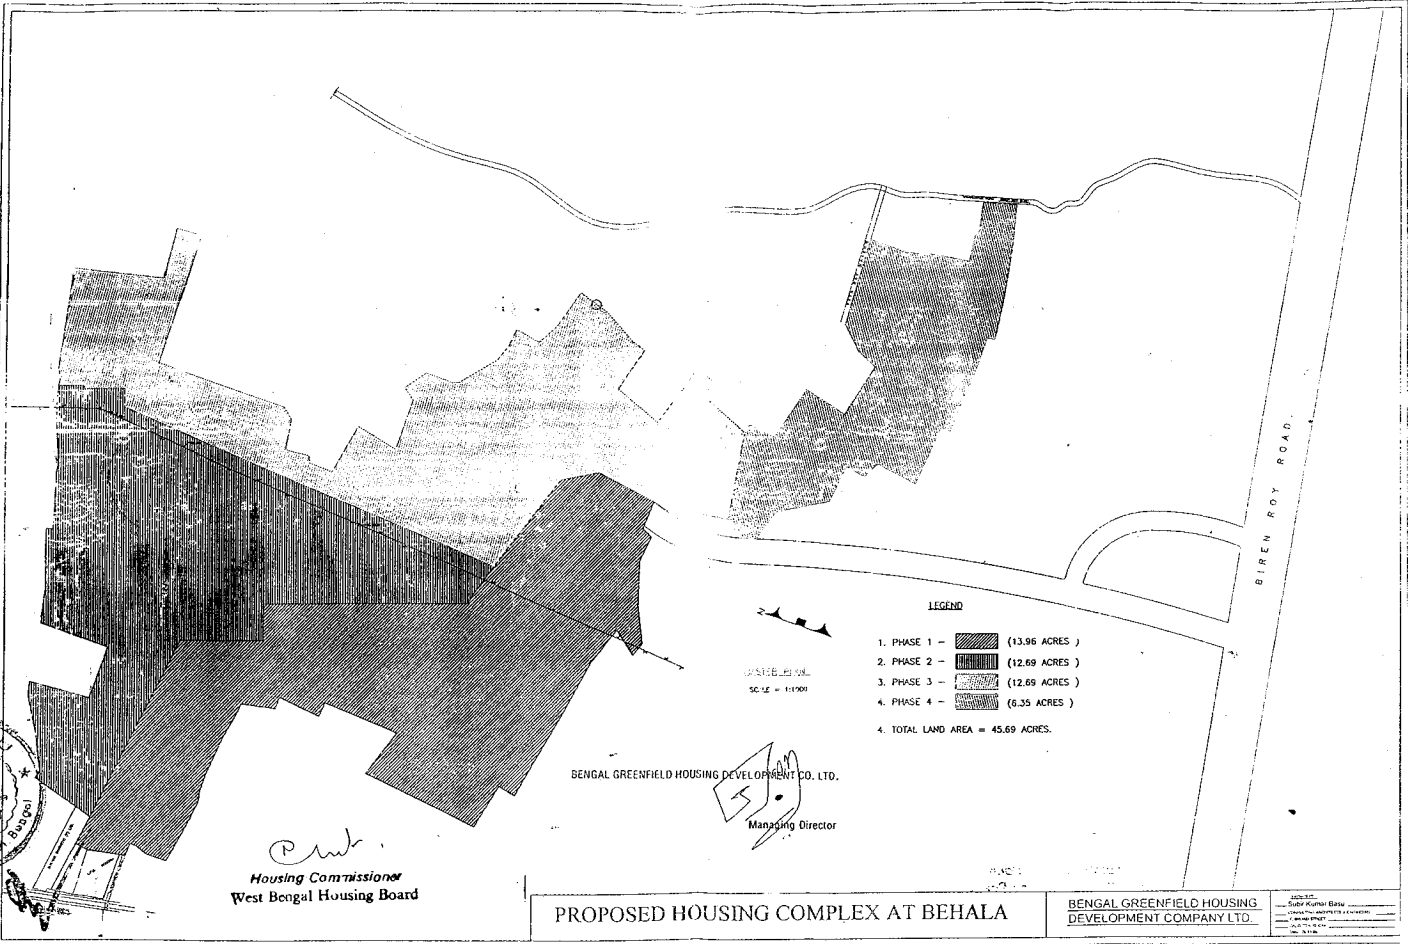 BIREN ROY ROAD.
N
LEGEND
1. PHASE 1 - (13.96 ACRES )
2. PHASE 2 - (12.69 ACRES )
3. PHASE 3 - (12.69 ACRES )
4. PHASE 4 - (6.35 ACRES )
4. TOTAL LAND AREA = 45.69 ACRES.
BENGAL GREENFIELD HOUSING DEVELOPMENT CO. LTD.
Managing Director
Housing Commissioner
West Bengal Housing Board
PROPOSED HOUSING COMPLEX AT BEHALA
BENGAL GREENFIELD HOUSING
DEVELOPMENT COMPANY LTD.
Subir Kumar Basu